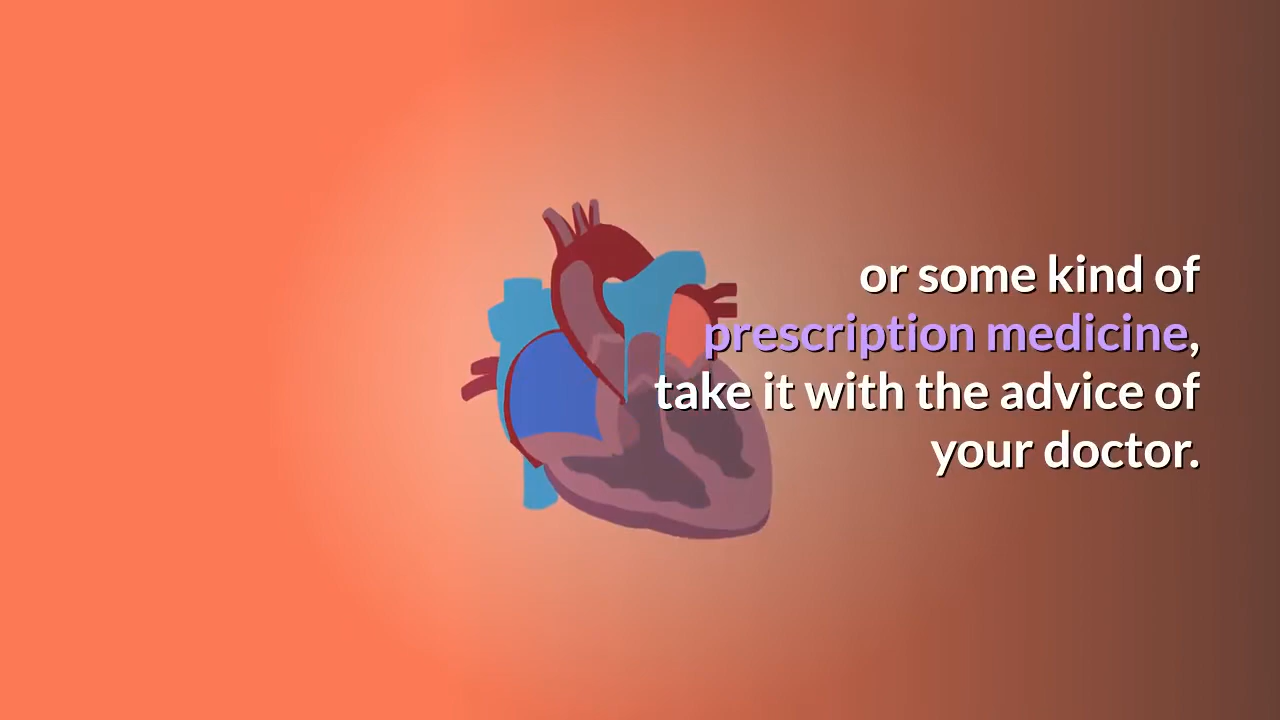 or some kind of
prescription medicine,
take it with the advice of
your doctor.